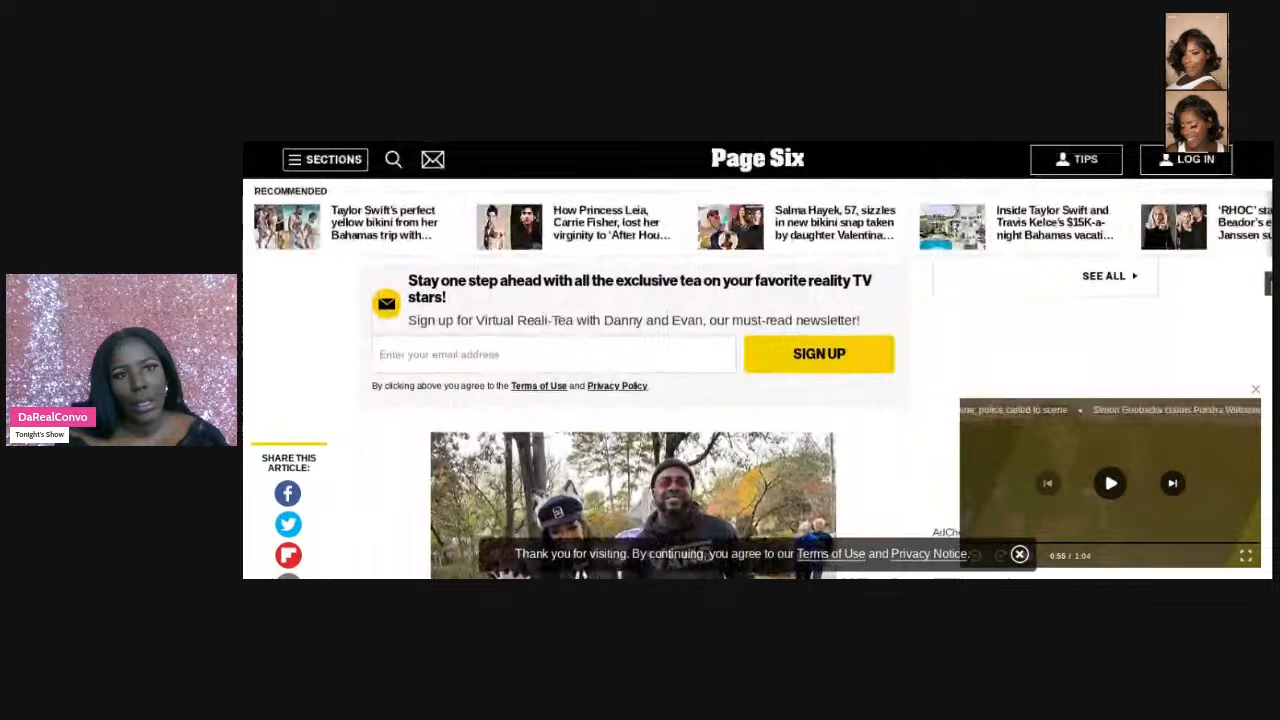 SECTIONS
Page Six
TIPS
LOG IN
RECOMMENDED
Taylor Swift's perfect
yellow bikini from her
Bahamas trip with...
How Princess Leia,
Carrie Fisher, lost her
virginity to 'After Hou...
Salma Hayek, 57, sizzles
in new bikini snap taken
by daughter Valentina...
Inside Taylor Swift and
Travis Kelce's $15K-a-
night Bahamas vacati...
'RHOC' sta
Beador's e
Janssen su
Stay one step ahead with all the exclusive tea on your favorite reality TV
stars!
Sign up for Virtual Reali-Tea with Danny and Evan, our must-read newsletter!
Enter your email address
SIGN UP
By clicking above you agree to the Terms of Use and Privacy Policy.
SEE ALL
police called to scene • Simon Guobadia claims Porsha Williams
DaRealConvo
Tonight's Show
SHARE THIS
ARTICLE:
AdCho
Thank you for visiting. By continuing, you agree to our Terms of Use and Privacy Notice.
0:55 / 1:04